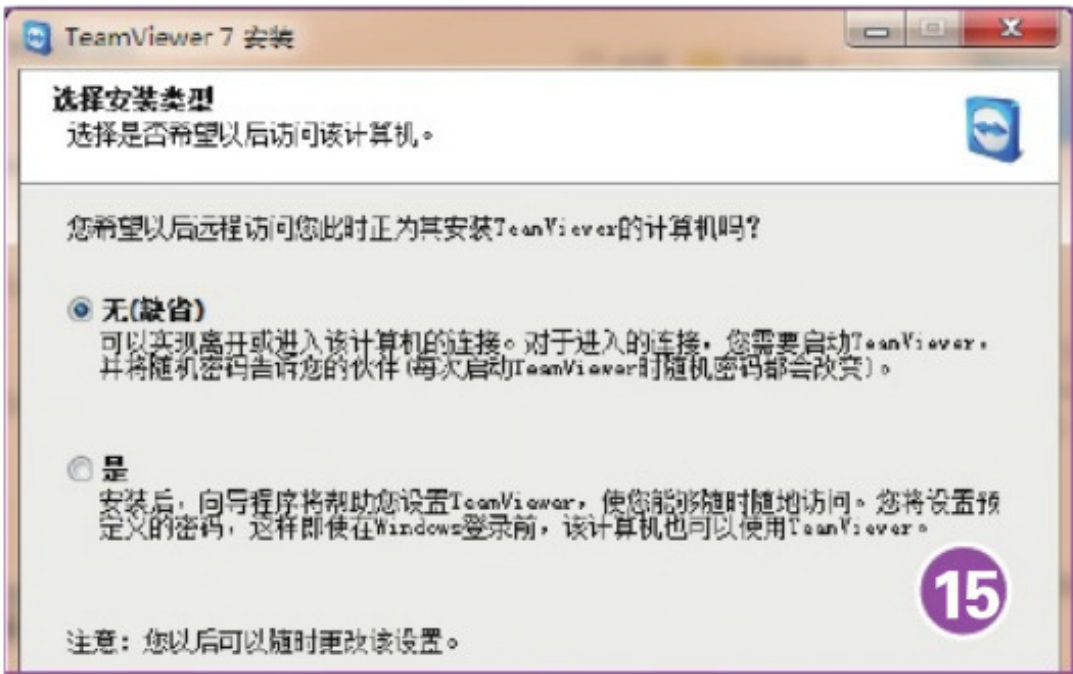 TeamViewer 7 安装
选择安装类型
选择是否希望以后访问该计算机。
您希望以后远程访问您此时正为其安装TeamViewer的计算机吗?
无(缺省)
可以实现离开或进入该计算机的连接。对于进入的连接，您需要启动TeamViewer，
并将随机密码告诉您的伙伴(每次启动TeamViewer时随机密码都会改变)。
是
安装后，向导程序将帮助您设置TeamViewer，使您能够随时随地访问。您将设置预
定义的密码，这样即使在Windows登录前，该计算机也可以使用TeamViewer。
15
注意: 您以后可以随时更改该设置。